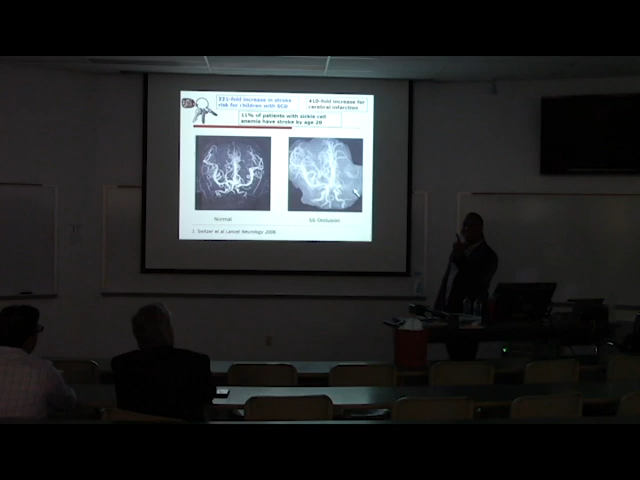 221-fold increase in stroke
risk for children with SCD
410-fold increase for
cerebral infarction
11% of patients with sickle cell
anemia have stroke by age 20
Normal
SS Occlusion
Switzer et al Lancet Neurology 2006